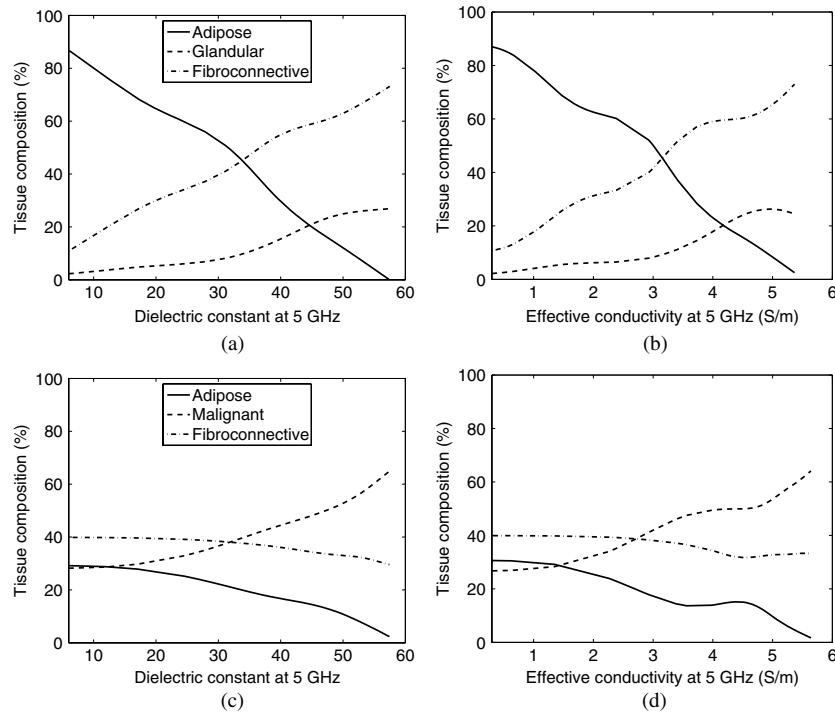 100
80
60
40
20
0
Tissue composition (%)
Adipose
Glandular
Fibroconnective
10 20 30 40 50 60
Dielectric constant at 5 GHz
(a)
100
80
60
40
20
0
Tissue composition (%)
1 2 3 4 5 6
Effective conductivity at 5 GHz (S/m)
(b)
100
80
60
40
20
0
Tissue composition (%)
Adipose
Malignant
Fibroconnective
10 20 30 40 50 60
Dielectric constant at 5 GHz
(c)
100
80
60
40
20
0
Tissue composition (%)
1 2 3 4 5 6
Effective conductivity at 5 GHz (S/m)
(d)